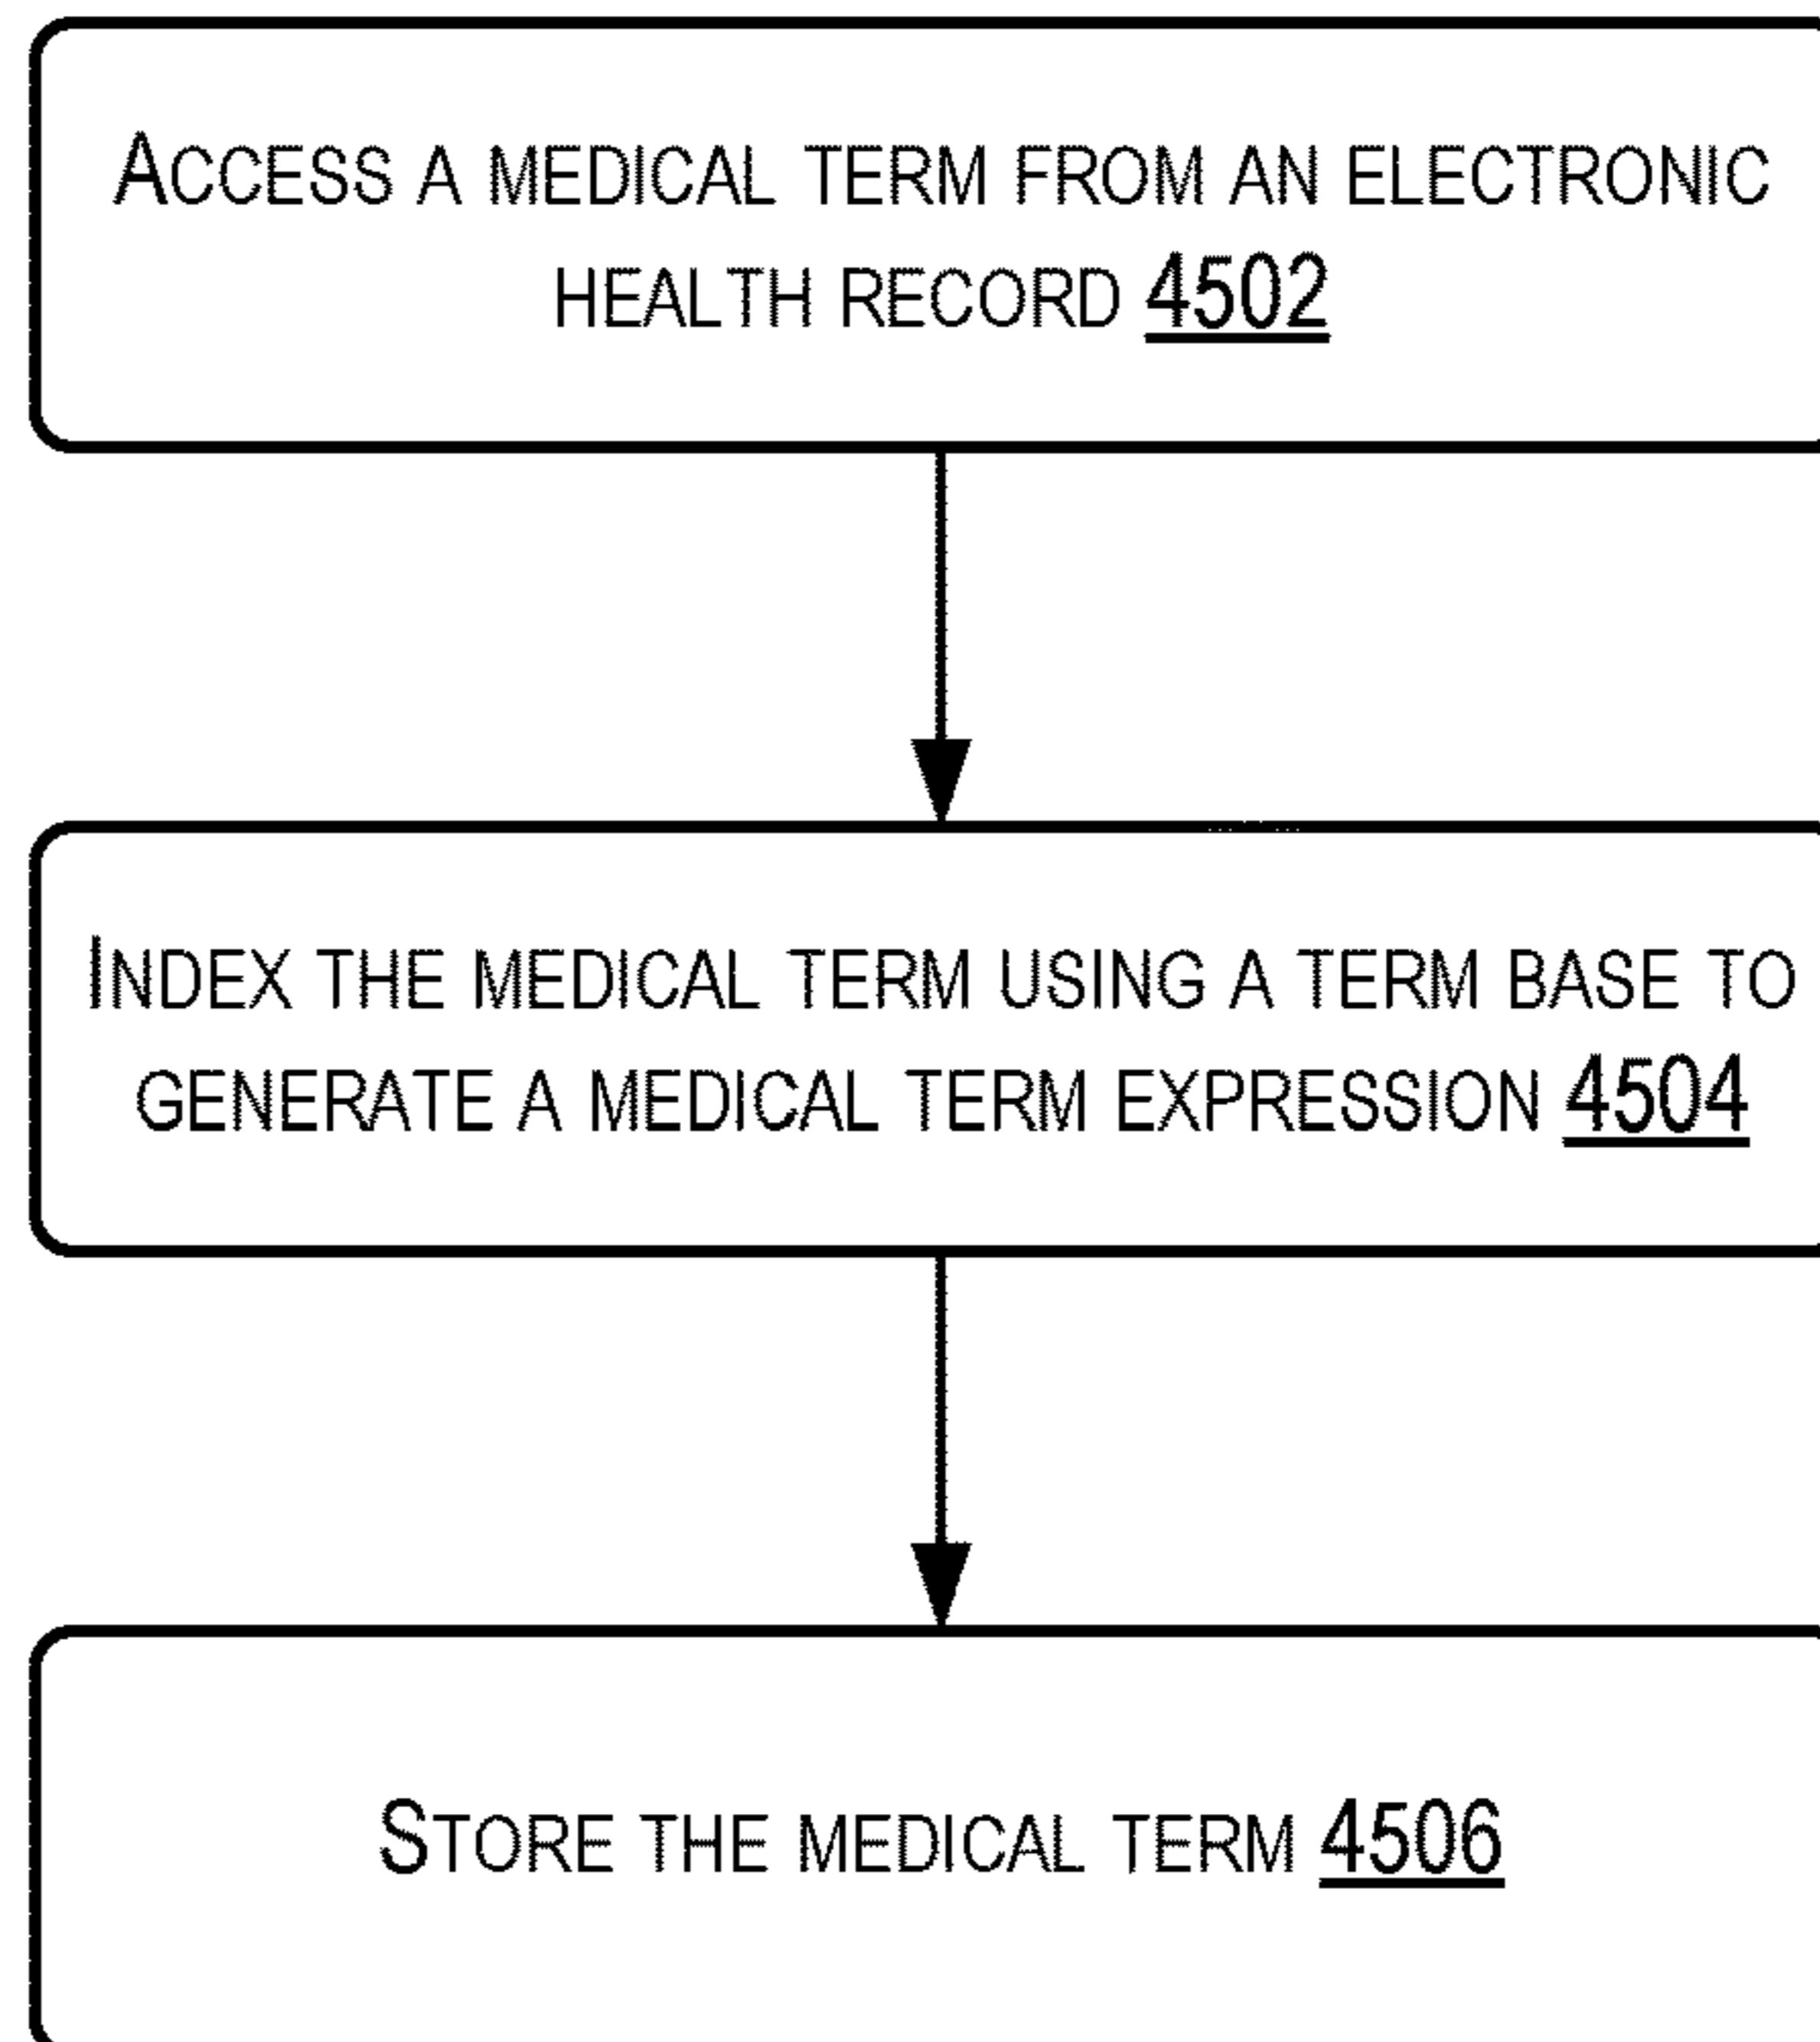 ACCESS A MEDICAL TERM FROM AN ELECTRONIC
HEALTH RECORD 4502
INDEX THE MEDICAL TERM USING A TERM BASE TO
GENERATE A MEDICAL TERM EXPRESSION 4504
STORE THE MEDICAL TERM 4506